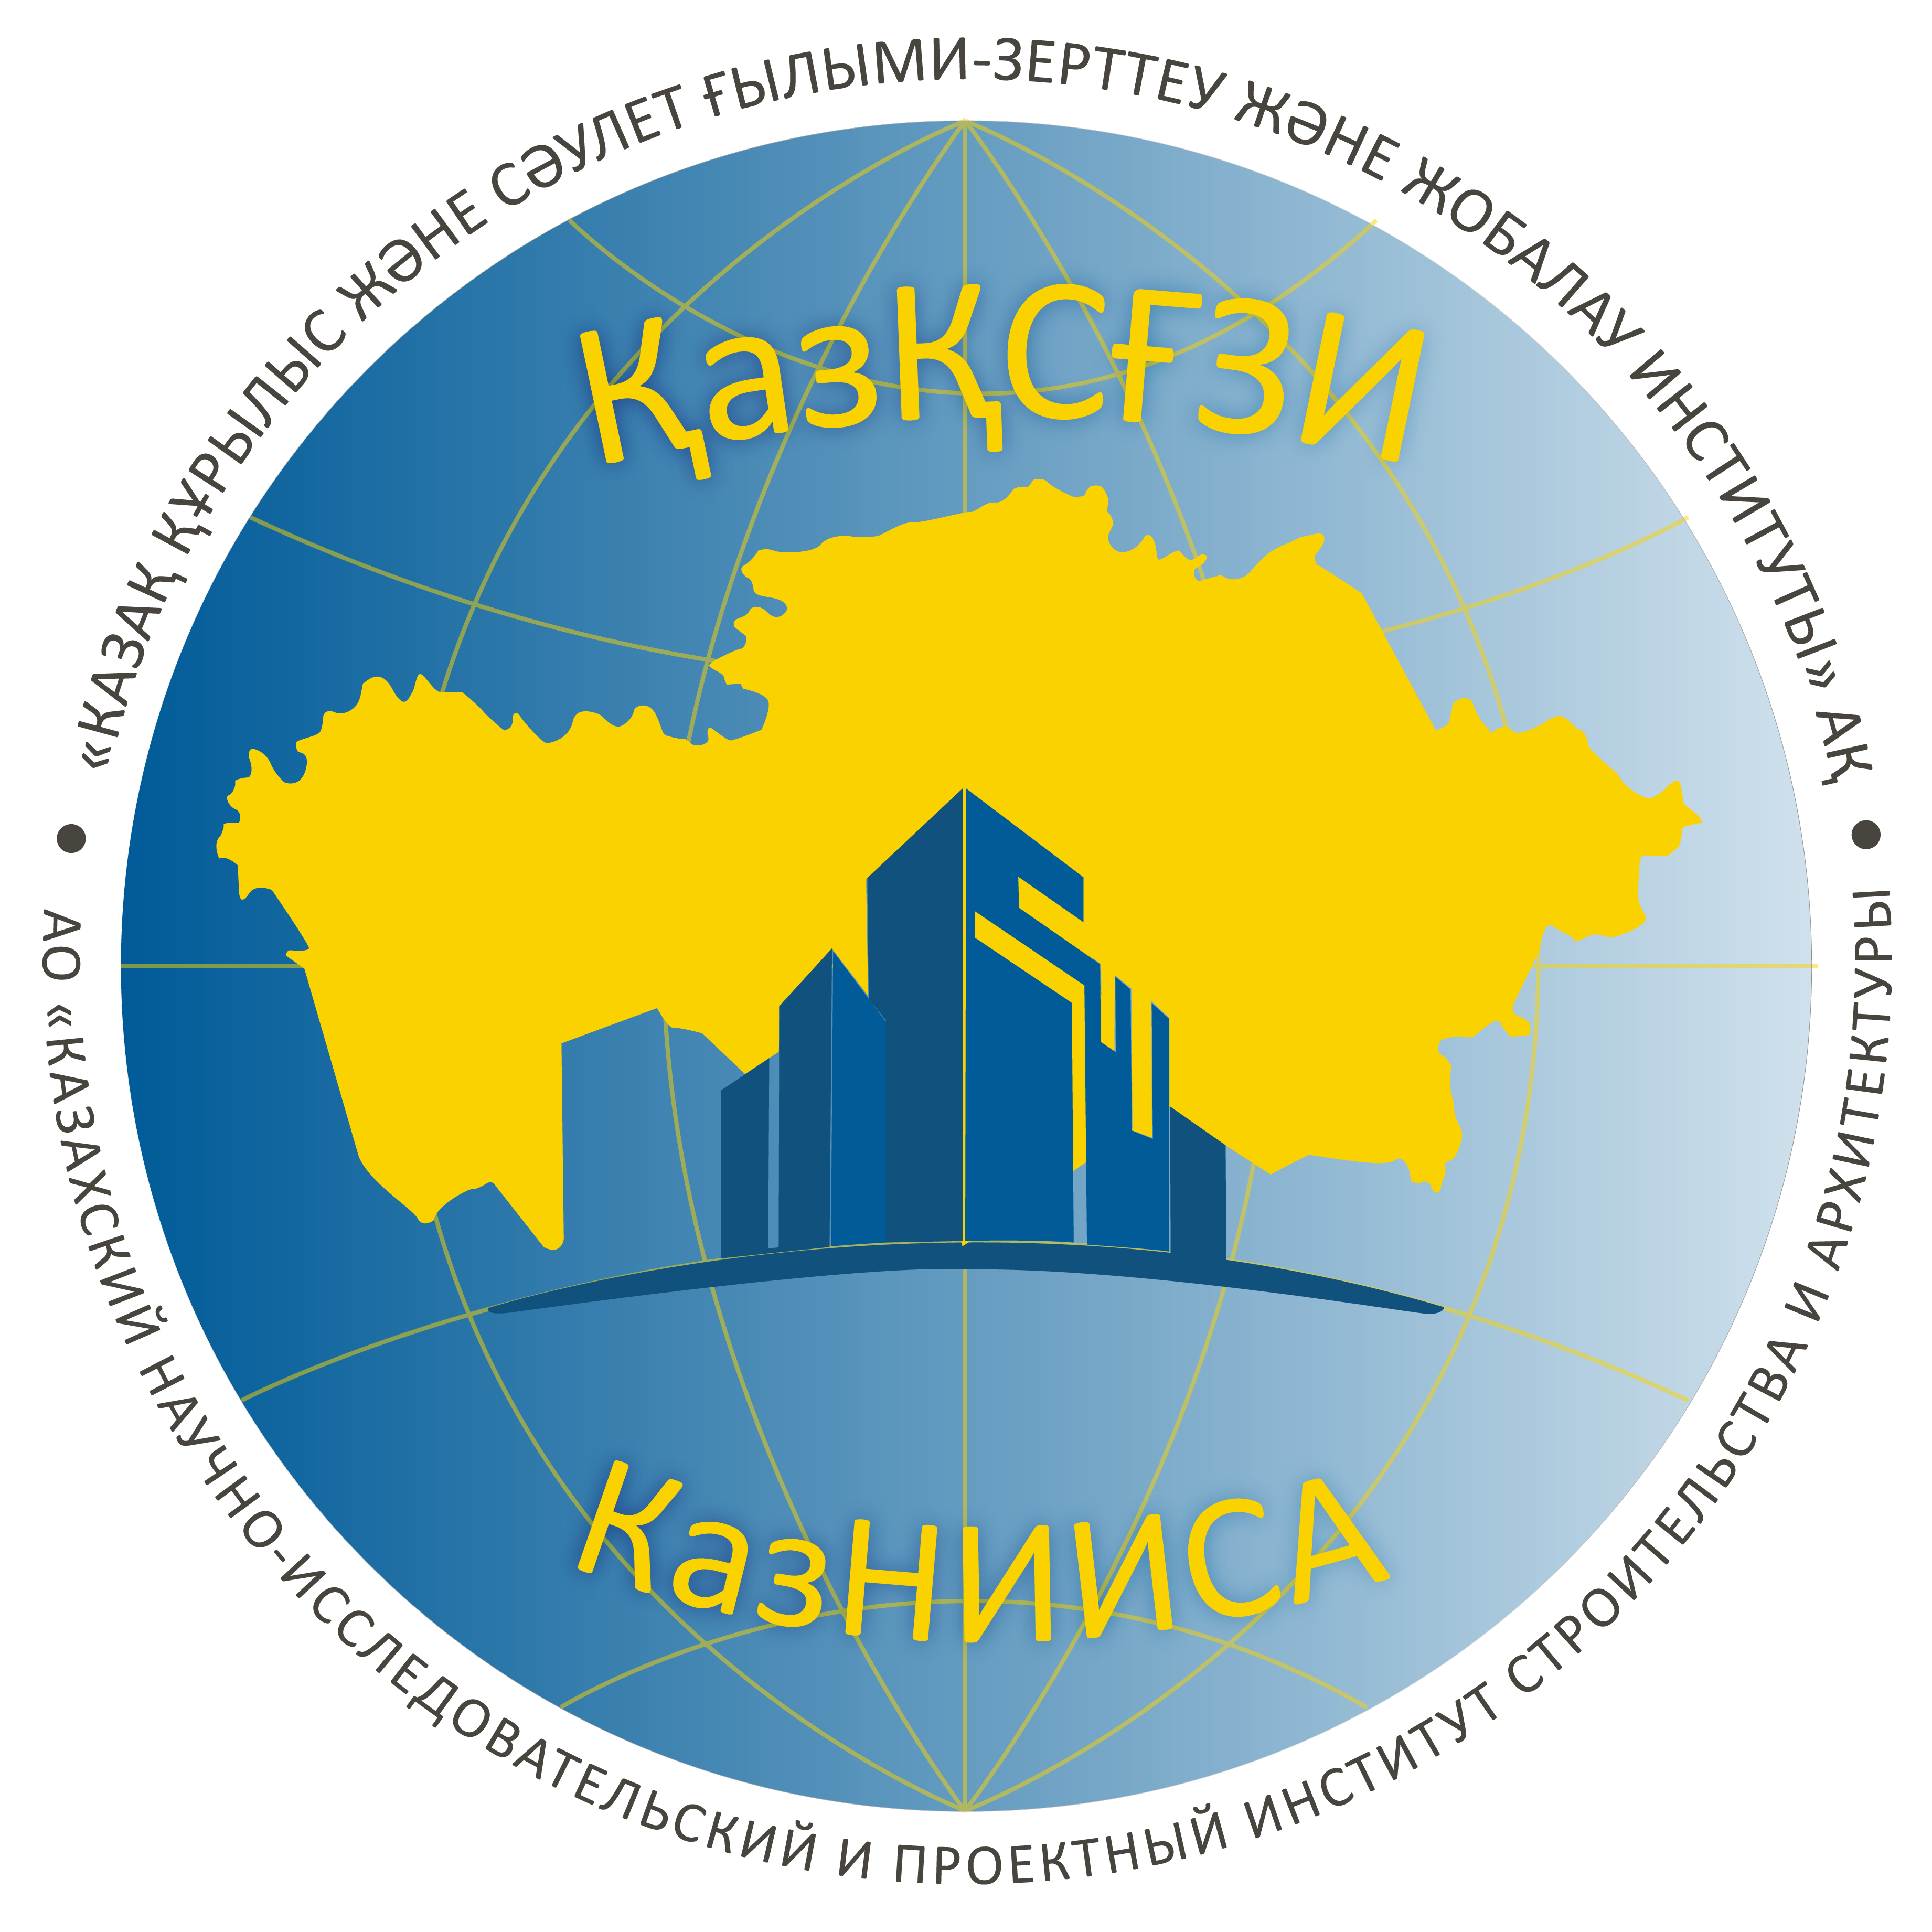 «ҚАЗАҚ ҚҰРЫЛЫС ЖӘНЕ СӘУЛЕТ ҒЫЛЫМИ-ЗЕРТТЕУ ЖӘНЕ ЖОБАЛАУ ИНСТИТУТЫ» АҚ
ҚазҚСҒЗИ
КазНИИСА
АО «КАЗАХСКИЙ НАУЧНО-ИССЛЕДОВАТЕЛЬСКИЙ И ПРОЕКТНЫЙ ИНСТИТУТ СТРОИТЕЛЬСТВА И АРХИТЕКТУРЫ